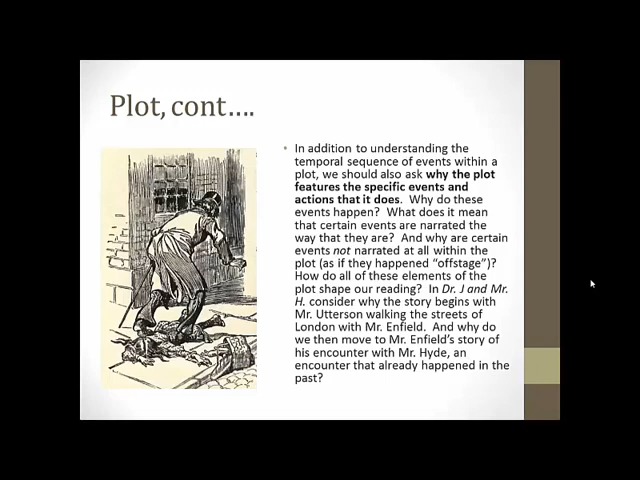 Plot, cont….
• In addition to understanding the
temporal sequence of events within a
plot, we should also ask why the plot
features the specific events and
actions that it does. Why do these
events happen? What does it mean
that certain events are narrated the
way that they are? And why are certain
events not narrated at all within the
plot (as if they happened “offstage”)?
How do all of these elements of the
plot shape our reading? In Dr. J and Mr.
H. consider why the story begins with
Mr. Utterson walking the streets of
London with Mr. Enfield. And why do
we then move to Mr. Enfield’s story of
his encounter with Mr. Hyde, an
encounter that already happened in the
past?